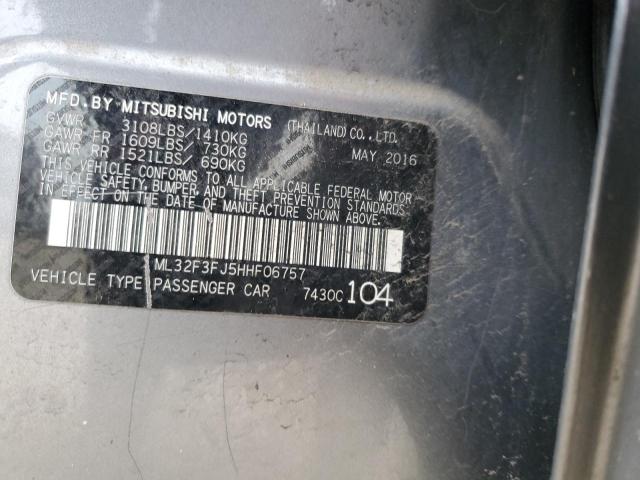 MFD.BY MITSUBISHI MOTORS (THAILAND)CO.,LTD.
GVWR 3108LBS/1410KG MAY 2016
GAWR FR 1609LBS/ 730KG
GAWR RR 1521LBS/ 690KG
THIS VEHICLE CONFORMS TO ALL APPLICABLE FEDERAL MOTOR
VEHICLE SAFETY,BUMPER,AND THEFT PREVENTION STANDARDS
IN EFFECT ON THE DATE OF MANUFACTURE SHOWN ABOVE.
ML32F3FJ5HHF06757
VEHICLE TYPE PASSENGER CAR 7430C 104